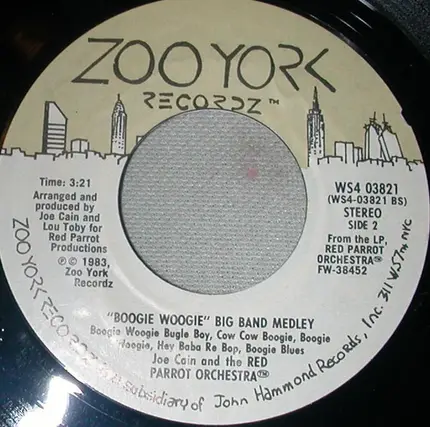 ZOO YORK
RECORDZ™
Time: 3:21
Arranged and
produced by
Joe Cain and
Lou Toby for
Red Parrot
Productions
℗ © 1983,
Zoo York
Recordz
WS4 03821
(WS4-03821 BS)
STEREO
SIDE 2
From the LP,
RED PARROT
ORCHESTRA℠
FW-38452
"BOOGIE WOOGIE" BIG BAND MEDLEY
Boogie Woogie Bugle Boy, Cow Cow Boogie, Boogie
Woogie, Hey Baba Re Bop, Boogie Blues
Joe Cain and the RED
PARROT ORCHESTRA℠
ZOO YORK RECORDZ is a subsidiary of John Hammond Records, Inc. 311 W 57TH NYC